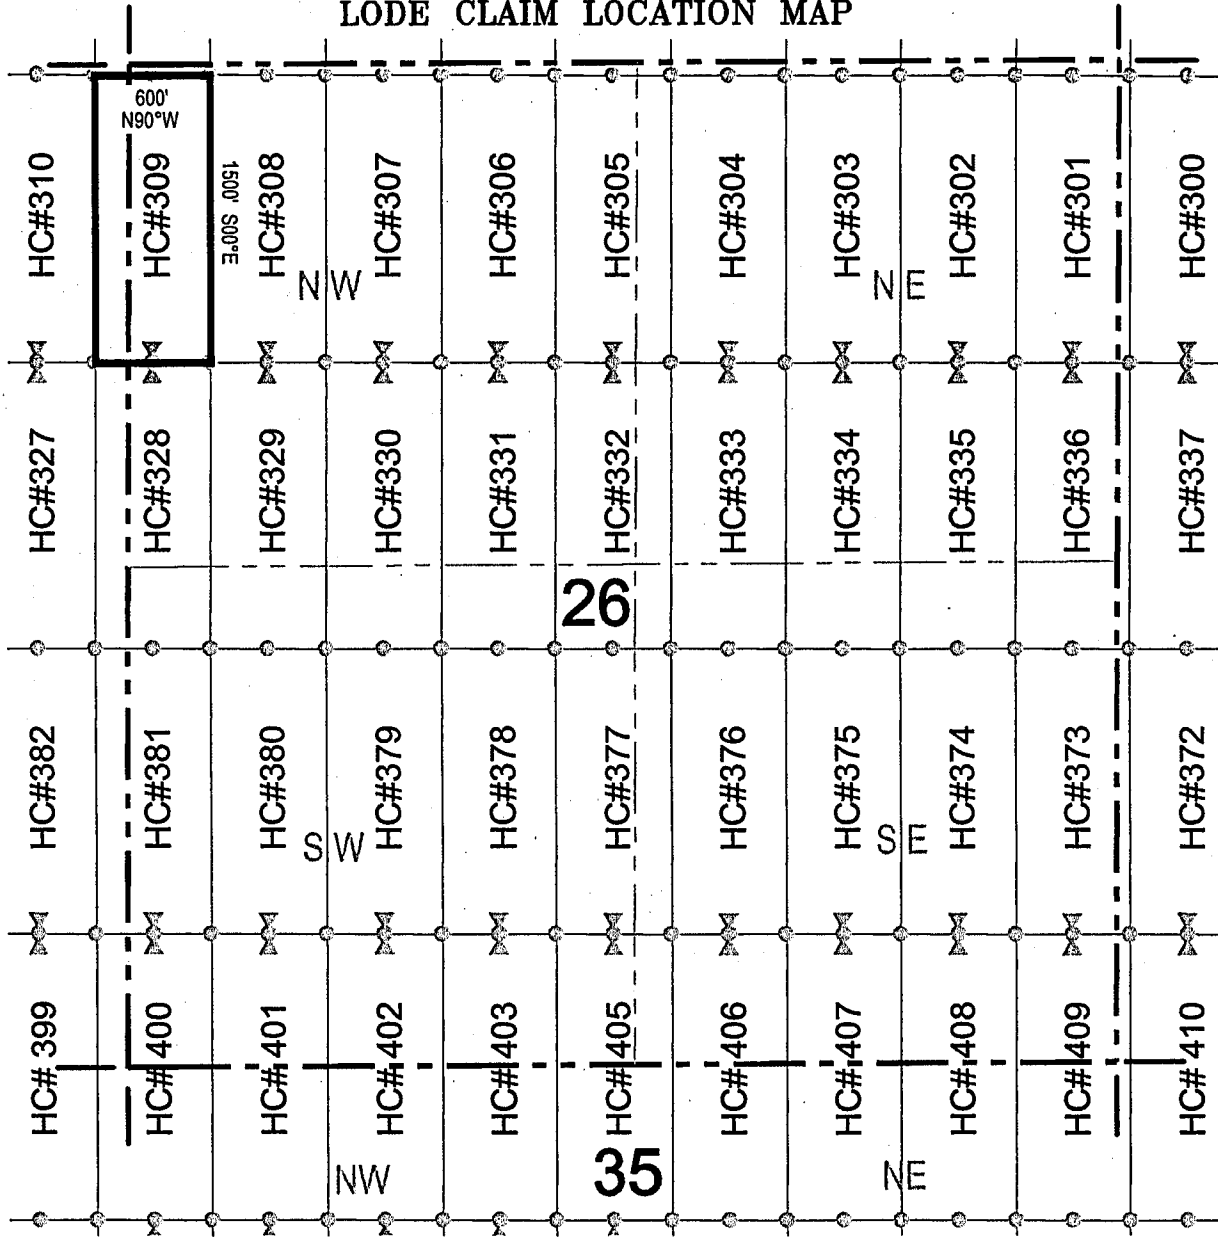 LODE CLAIM LOCATION MAP
600'
N90°W
1500' S00°E
HC#310
HC#309
HC#308
HC#307
HC#306
HC#305
HC#304
HC#303
HC#302
HC#301
HC#300
NW
NE
HC#327
HC#328
HC#329
HC#330
HC#331
HC#332
HC#333
HC#334
HC#335
HC#336
HC#337
26
HC#382
HC#381
HC#380
HC#379
HC#378
HC#377
HC#376
HC#375
HC#374
HC#373
HC#372
SW
SE
HC# 399
HC# 400
HC# 401
HC# 402
HC# 403
HC# 405
HC# 406
HC# 407
HC# 408
HC# 409
HC# 410
NW
35
NE